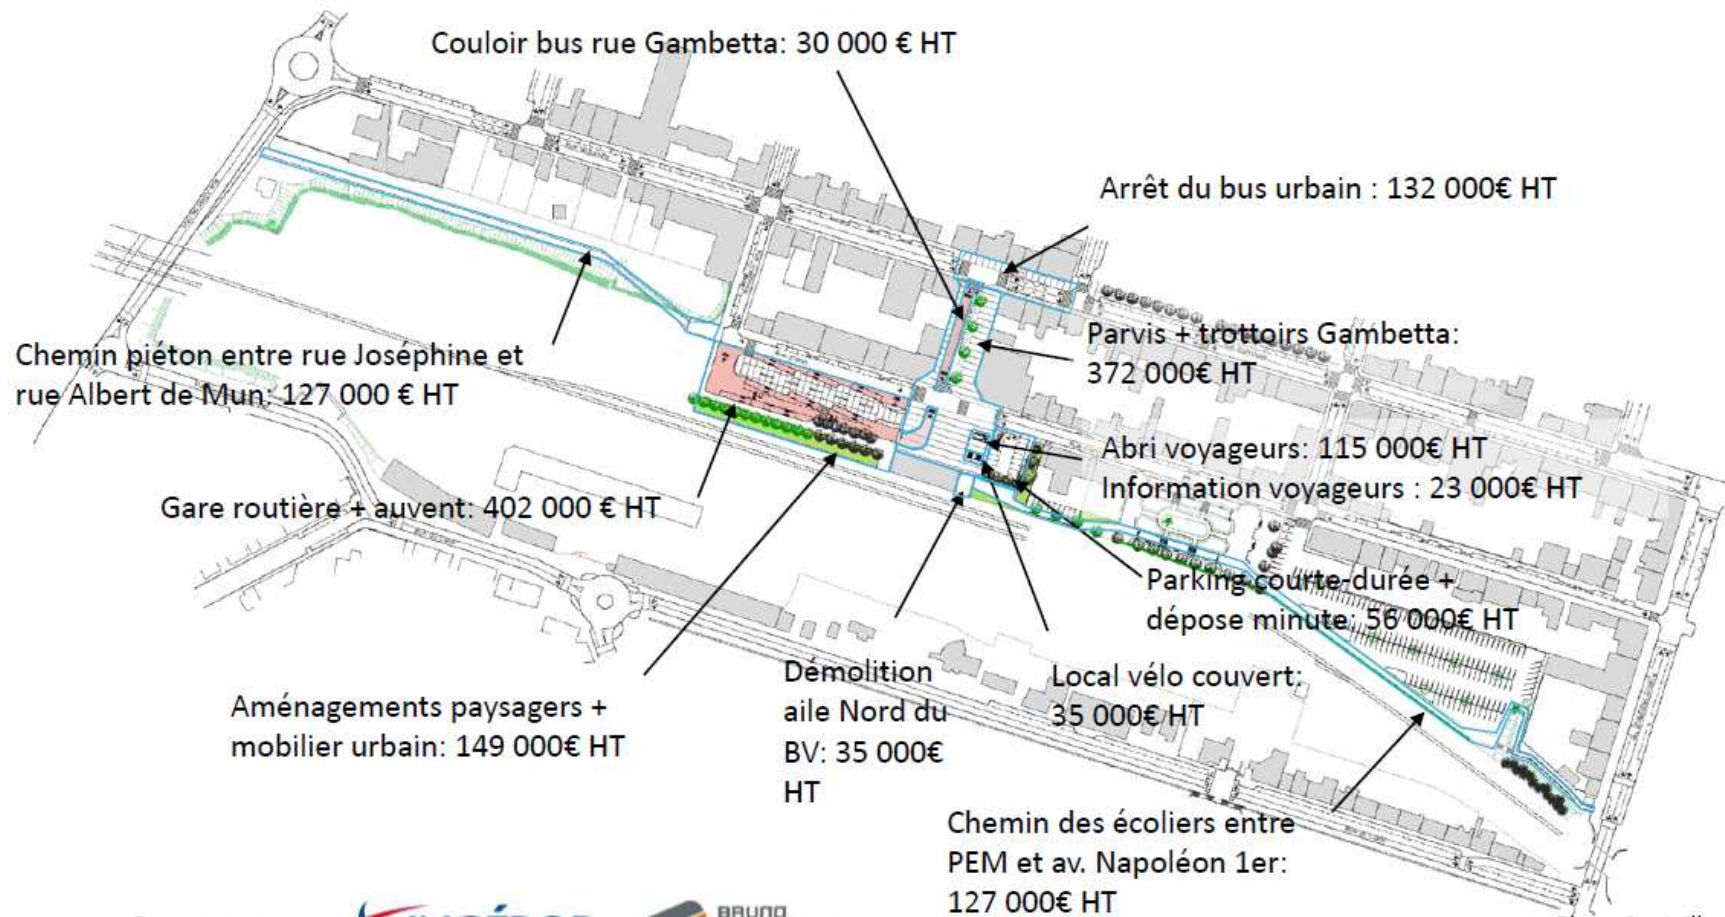 Couloir bus rue Gambetta: 30 000 € HT
Arrêt du bus urbain : 132 000€ HT
Parvis + trottoirs Gambetta:
372 000€ HT
Chemin piéton entre rue Joséphine et
rue Albert de Mun: 127 000 € HT
Abri voyageurs: 115 000€ HT
Information voyageurs : 23 000€ HT
Gare routière + auvent: 402 000 € HT
Parking courte-durée +
dépose minute: 56 000€ HT
Aménagements paysagers +
mobilier urbain: 149 000€ HT
Démolition
aile Nord du
BV: 35 000€
HT
Local vélo couvert:
35 000€ HT
Chemin des écoliers entre
PEM et av. Napoléon 1er:
127 000€ HT
BRUNO